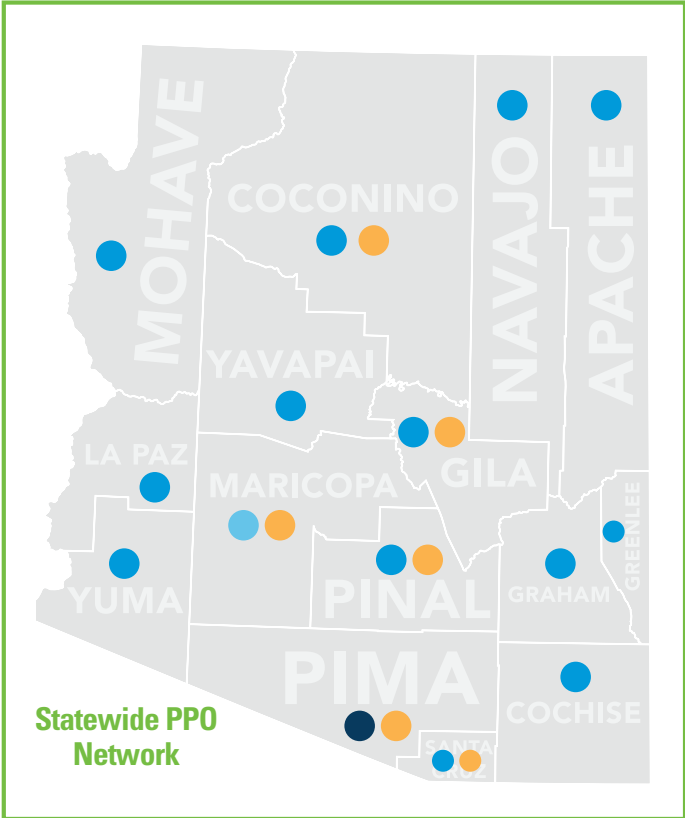 MOHAVE
COCONINO
NAVAJO
APACHE
YAVAPAI
LA PAZ
MARICOPA
GILA
GREENLEE
YUMA
PINAL
GRAHAM
PIMA
COCHISE
SANTA
CRUZ
Statewide PPO
Network